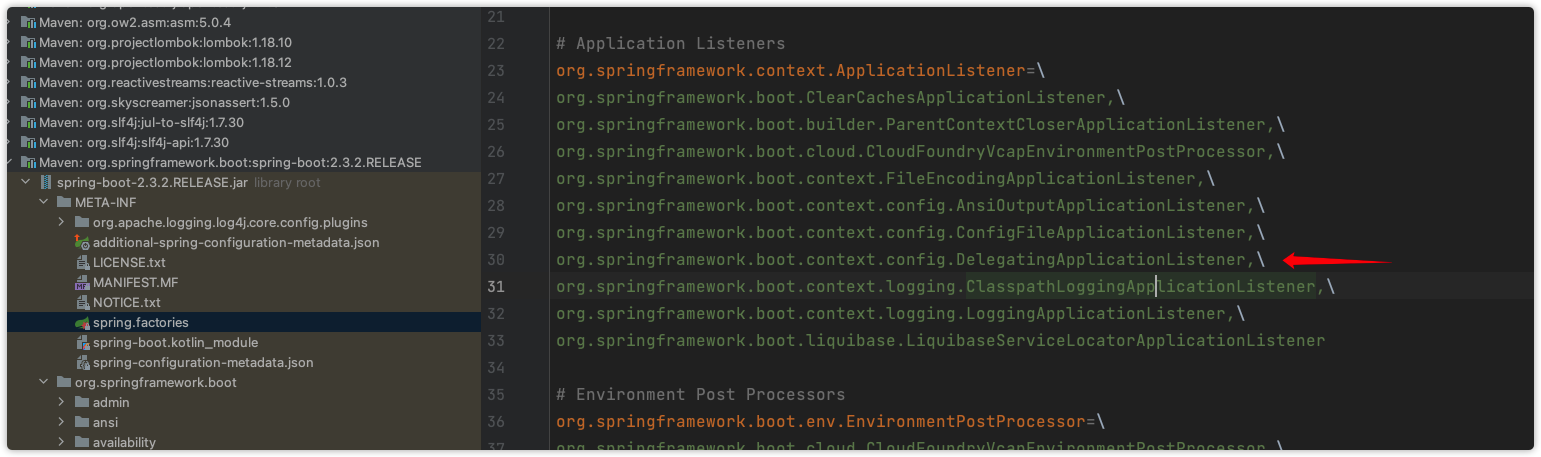 Maven: org.ow2.asm:asm:5.0.4
Maven: org.projectlombok:lombok:1.18.10
Maven: org.projectlombok:lombok:1.18.12
Maven: org.reactivestreams:reactive-streams:1.0.3
Maven: org.skyscreamer:jsonassert:1.5.0
Maven: org.slf4j:jul-to-slf4j:1.7.30
Maven: org.slf4j:slf4j-api:1.7.30
Maven: org.springframework.boot:spring-boot:2.3.2.RELEASE
spring-boot-2.3.2.RELEASE.jar library root
META-INF
org.apache.logging.log4j.core.config.plugins
additional-spring-configuration-metadata.json
LICENSE.txt
MANIFEST.MF
NOTICE.txt
spring.factories
spring-boot.kotlin_module
spring-configuration-metadata.json
org.springframework.boot
admin
ansi
availability
21
22 # Application Listeners
23 org.springframework.context.ApplicationListener=\
24 org.springframework.boot.ClearCachesApplicationListener,\
25 org.springframework.boot.builder.ParentContextCloserApplicationListener,\
26 org.springframework.boot.cloud.CloudFoundryVcapEnvironmentPostProcessor,\
27 org.springframework.boot.context.FileEncodingApplicationListener,\
28 org.springframework.boot.context.config.AnsiOutputApplicationListener,\
29 org.springframework.boot.context.config.ConfigFileApplicationListener,\
30 org.springframework.boot.context.config.DelegatingApplicationListener,\
31 org.springframework.boot.context.logging.ClasspathLoggingApplicationListener,\
32 org.springframework.boot.context.logging.LoggingApplicationListener,\
33 org.springframework.boot.liquibase.LiquibaseServiceLocatorApplicationListener
34
35 # Environment Post Processors
36 org.springframework.boot.env.EnvironmentPostProcessor=\
37 org.springframework.boot.cloud.CloudFoundryVcapEnvironmentPostProcessor,\